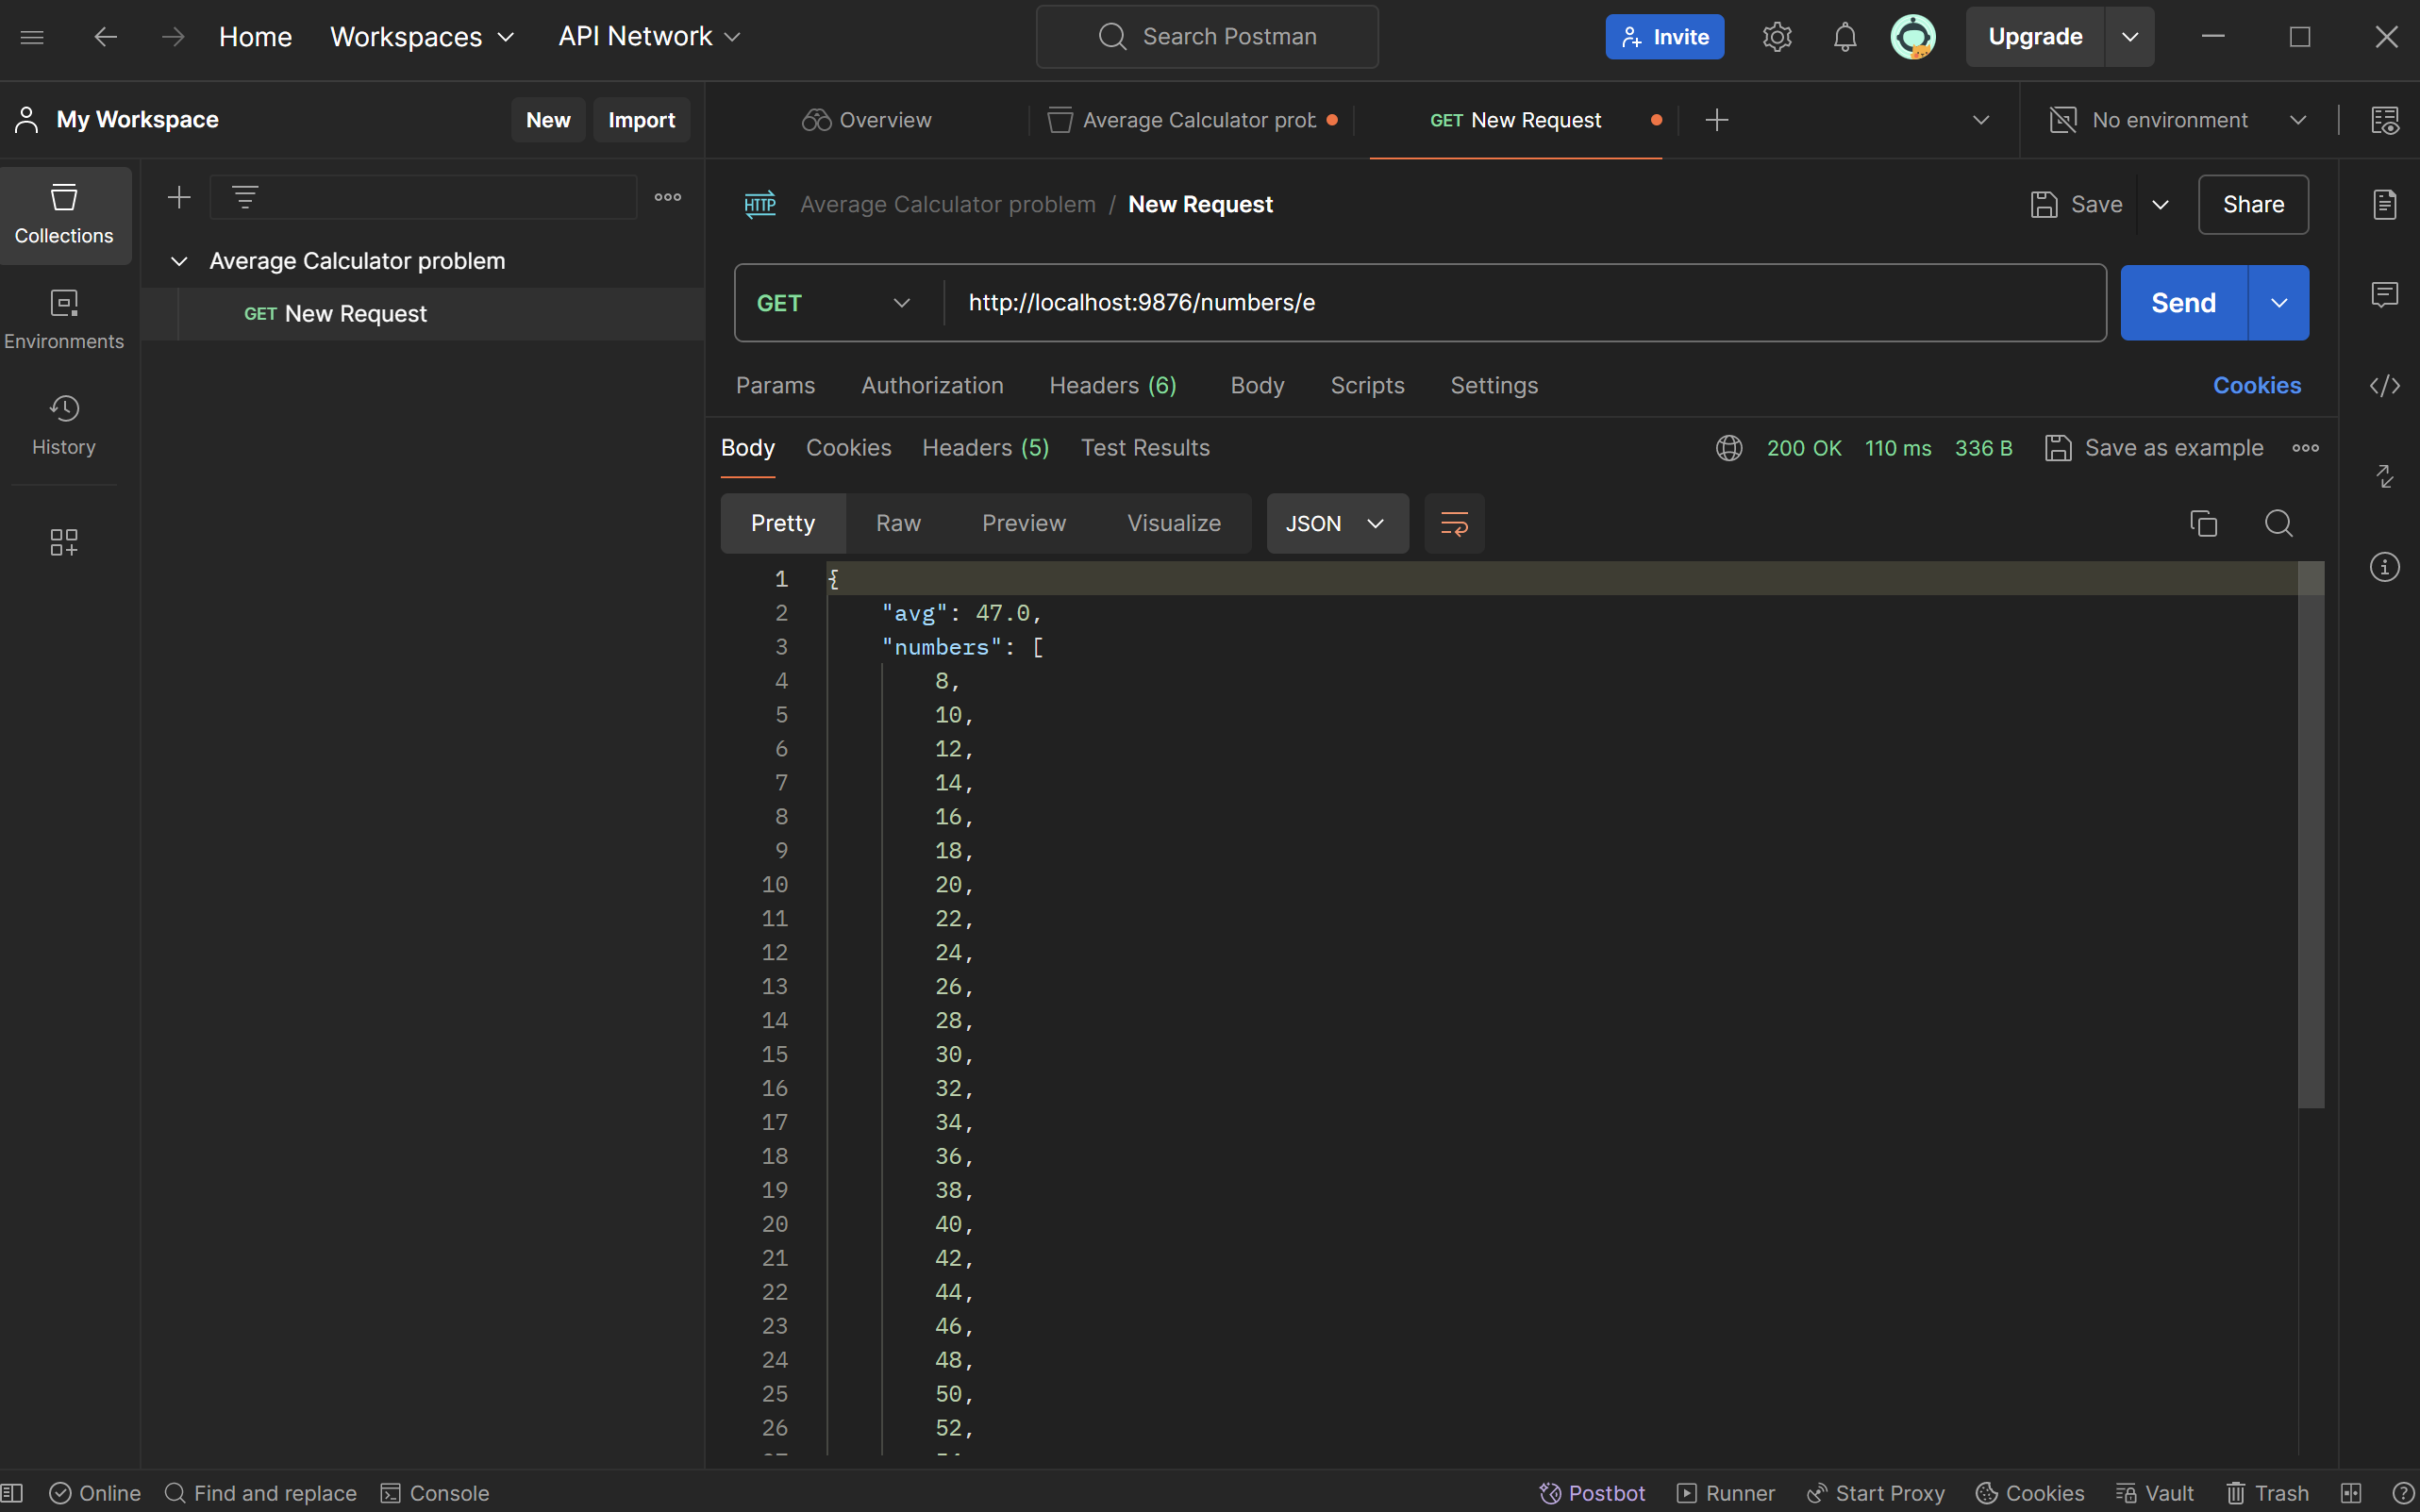 Home
Workspaces
API Network
Search Postman
Invite
Upgrade
My Workspace
New
Import
Overview
Average Calculator prob
GET New Request
No environment
Collections
Environments
History
Average Calculator problem
GET New Request
HTTP
Average Calculator problem / New Request
Save
Share
GET
http://localhost:9876/numbers/e
Send
Params
Authorization
Headers (6)
Body
Scripts
Settings
Cookies
Body
Cookies
Headers (5)
Test Results
200 OK
110 ms
336 B
Save as example
Pretty
Raw
Preview
Visualize
JSON
1 {
2 "avg": 47.0,
3 "numbers": [
4 8,
5 10,
6 12,
7 14,
8 16,
9 18,
10 20,
11 22,
12 24,
13 26,
14 28,
15 30,
16 32,
17 34,
18 36,
19 38,
20 40,
21 42,
22 44,
23 46,
24 48,
25 50,
26 52,
Online
Find and replace
Console
Postbot
Runner
Start Proxy
Cookies
Vault
Trash